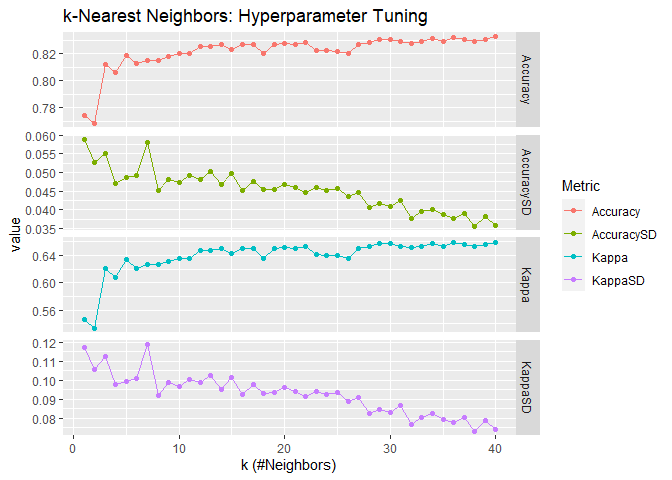 k-Nearest Neighbors: Hyperparameter Tuning
0.82
0.80
0.78
Accuracy
0.060
0.055
0.050
0.045
0.040
0.035
AccuracySD
0.64
0.60
0.56
Kappa
0.12
0.11
0.10
0.09
0.08
KappaSD
value
0
10
20
30
40
k (#Neighbors)
Metric
Accuracy
AccuracySD
Kappa
KappaSD